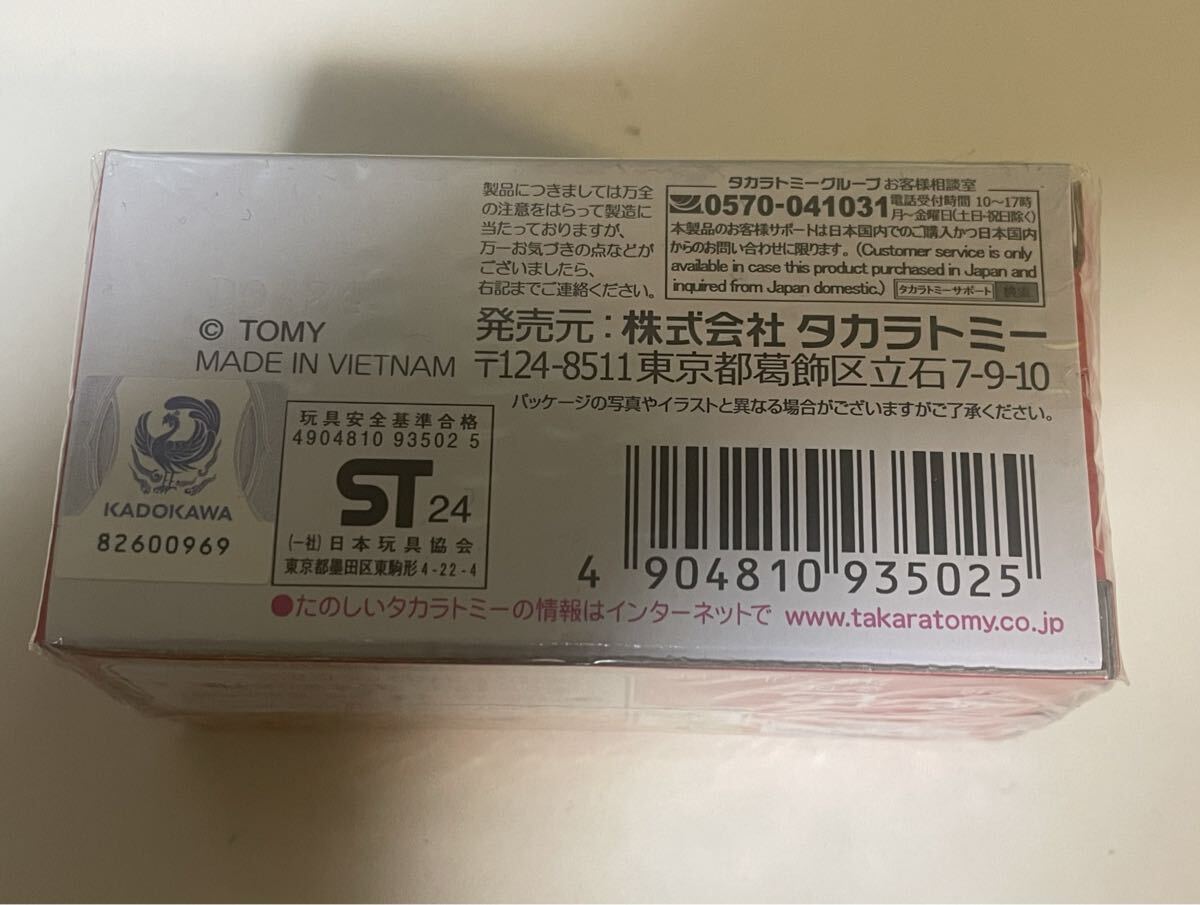 製品につきましては万全
の注意をはらって製造に
当たっておりますが、
万一お気づきの点などが
ございましたら、
右記までご連絡ください。
タカラトミーグループ お客様相談室
0570-041031 電話受付時間 10〜17時
月〜金曜日(土日・祝日除く)
本製品のお客様サポートは日本国内でのご購入かつ日本国内
からのお問い合わせに限ります。(Customer service is only
available in case this product purchased in Japan and
inquired from Japan domestic.) タカラトミーサポート 検索
© TOMY
MADE IN VIETNAM
発売元：株式会社 タカラトミー
〒124-8511 東京都葛飾区立石 7-9-10
パッケージの写真やイラストと異なる場合がございますがご了承ください。
KADOKAWA
82600969
玩具安全基準合格
4904810 93502 5
ST 24
(一社)日本玩具協会
東京都墨田区東駒形4-22-4
4 904810 935025
●たのしいタカラトミーの情報はインターネットで www.takaratomy.co.jp